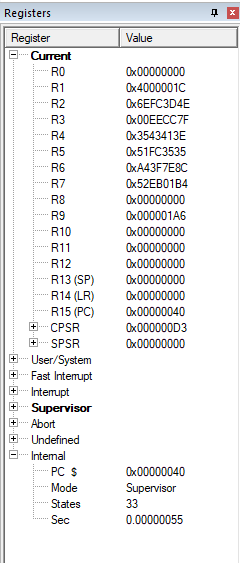 Registers
Register Value
Current
R0 0x00000000
R1 0x4000001C
R2 0x6EFC3D4E
R3 0x00EECC7F
R4 0x3543413E
R5 0x51FC3535
R6 0xA43F7E8C
R7 0x52EB01B4
R8 0x00000000
R9 0x000001A6
R10 0x00000000
R11 0x00000000
R12 0x00000000
R13 (SP) 0x00000000
R14 (LR) 0x00000000
R15 (PC) 0x00000040
CPSR 0x000000D3
SPSR 0x00000000
User/System
Fast Interrupt
Interrupt
Supervisor
Abort
Undefined
Internal
PC $ 0x00000040
Mode Supervisor
States 33
Sec 0.00000055